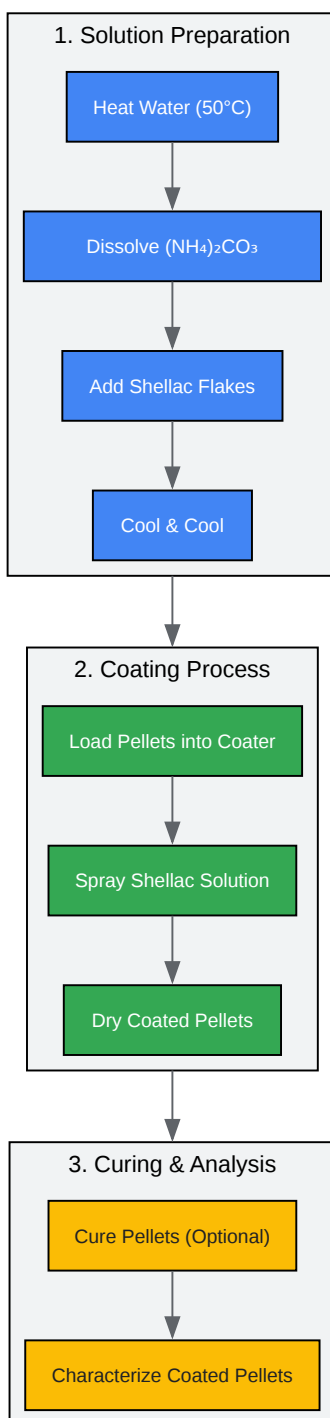 1. Solution Preparation
Heat Water (50°C)
Dissolve (NH₄)₂CO₃
Add Shellac Flakes
Cool & Cool
2. Coating Process
Load Pellets into Coater
Spray Shellac Solution
Dry Coated Pellets
3. Curing & Analysis
Cure Pellets (Optional)
Characterize Coated Pellets